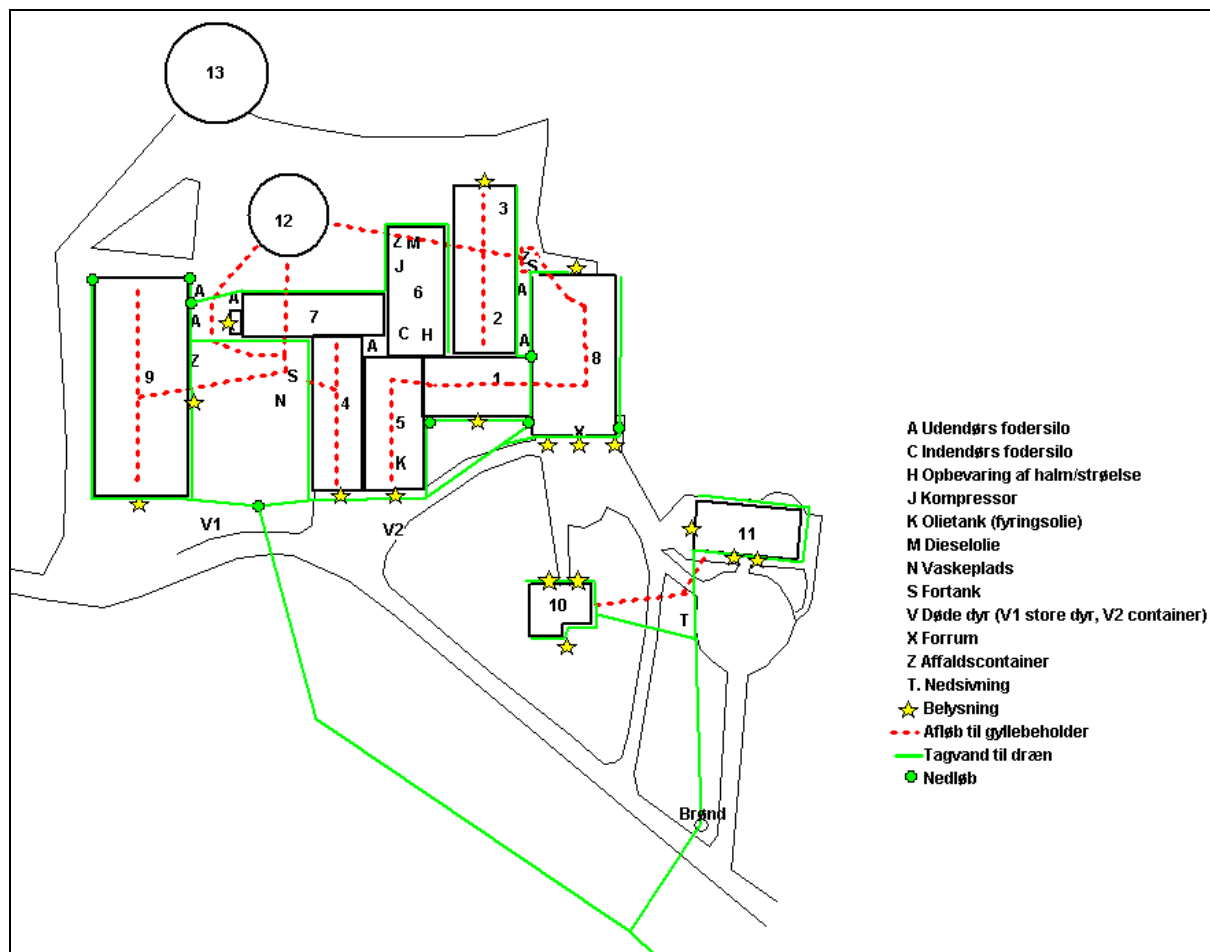 13
12
3
Z M
Z
S
J
A
A
A
6
7
A
2
C H
A
A
8
Z
9
S
1
N
4
5
X
K
V1
V2
11
10
T
Brønd
A Udendørs fodersilo
C Indendørs fodersilo
H Opbevaring af halm/strøelse
J Kompressor
K Olietank (fyringsolie)
M Dieselolie
N Vaskeplads
S Fortank
V Døde dyr (V1 store dyr, V2 container)
X Forrum
Z Affaldscontainer
T. Nedsivning
Belysning
Afløb til gyllebeholder
Tagvand til dræn
Nedløb